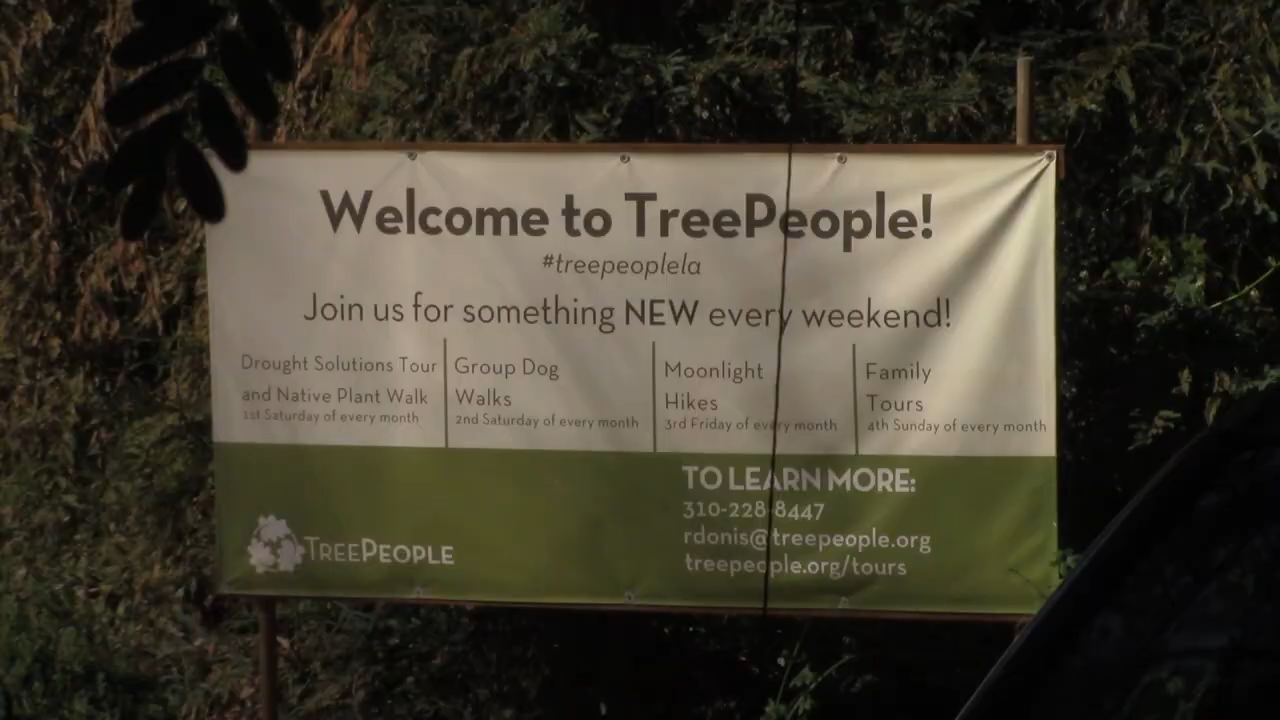 Welcome to TreePeople!
#treepeoplela
Join us for something NEW every weekend!
Drought Solutions Tour
and Native Plant Walk
1st Saturday of every month
Group Dog
Walks
2nd Saturday of every month
Moonlight
Hikes
3rd Friday of every month
Family
Tours
4th Sunday of every month
TO LEARN MORE:
310-228-8447
rdonis@treepeople.org
treepeople.org/tours
TREEPEOPLE